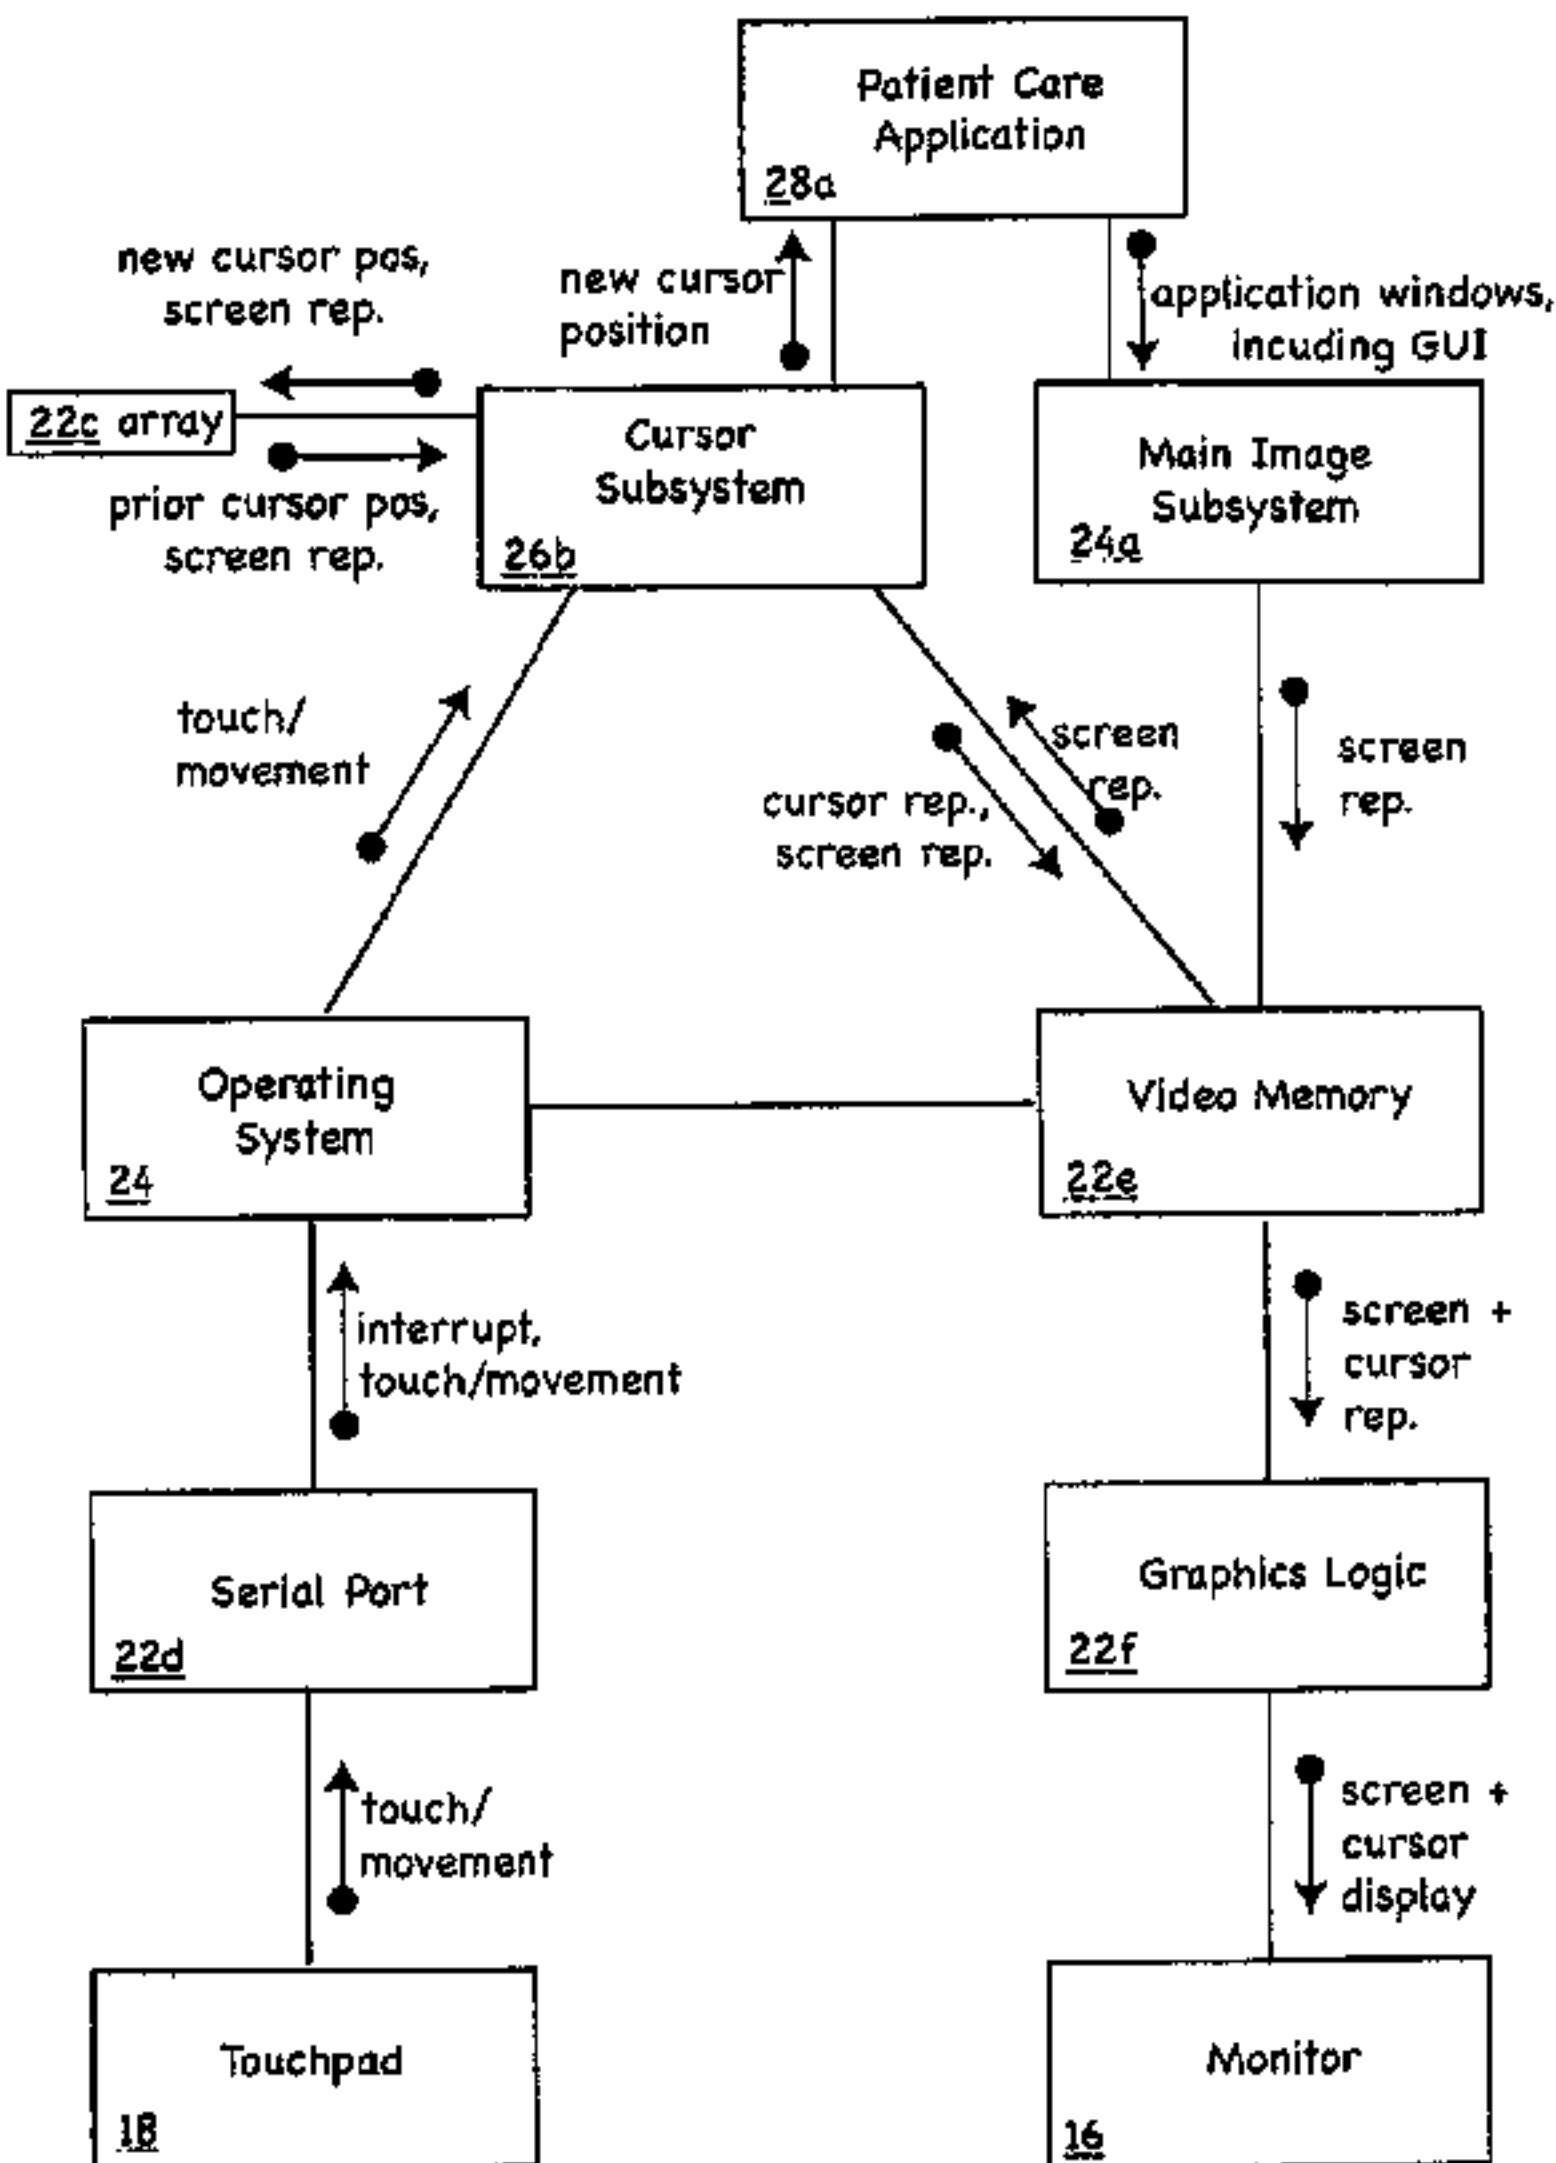 Patient Care
Application
28a
new cursor pos,
screen rep.
new cursor
position
application windows,
incuding GUI
22c array
prior cursor pos,
screen rep.
Cursor
Subsystem
26b
Main Image
Subsystem
24a
touch/
movement
cursor rep.,
screen rep.
screen
rep.
screen
rep.
Operating
System
24
Video Memory
22e
interrupt,
touch/movement
screen +
cursor
rep.
Serial Port
22d
Graphics Logic
22f
touch/
movement
screen +
cursor
display
Touchpad
18
Monitor
16